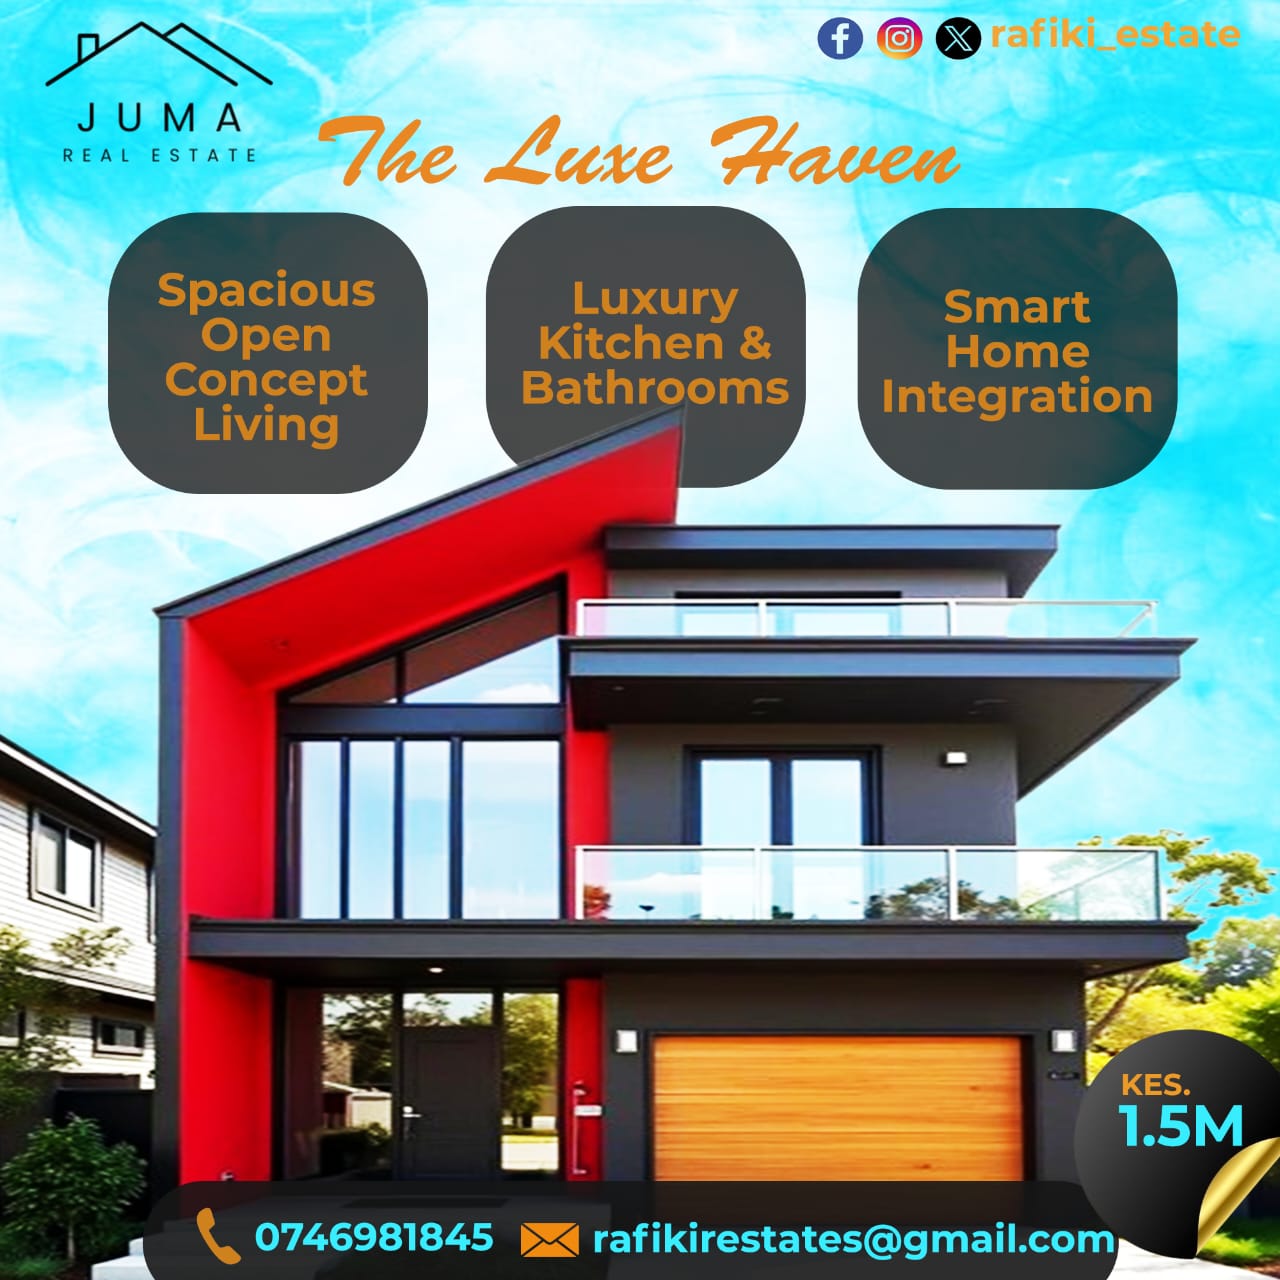 JUMA
REAL ESTATE
rafiki_estate
The Luxe Haven
Spacious
Open
Concept
Living
Luxury
Kitchen &
Bathrooms
Smart
Home
Integration
KES.
1.5M
0746981845
rafikirestates@gmail.com